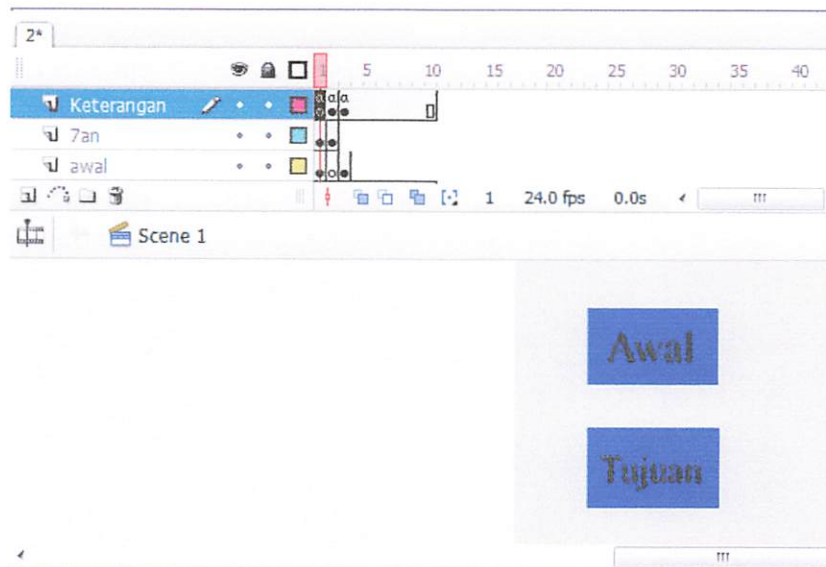 2*
1 5 10 15 20 25 30 35 40
Keterangan
a a a
7an
awal
1 24.0 fps 0.0s
Scene 1
Awal
Tujuan